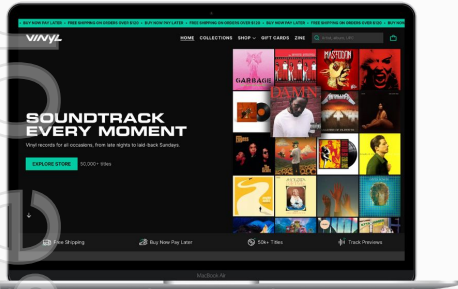 BUY NOW PAY LATER • FREE SHIPPING ON ORDERS OVER $120 • BUY NOW PAY LATER • FREE SHIPPING ON ORDERS OVER $120 • BUY NOW PAY LATER • FREE SHIPPING ON ORDERS OVER $120 • BUY NOW
VINYL
HOME COLLECTIONS SHOP GIFT CARDS ZINE
GARBAGE
MASTODON
DAMN.
SOUNDTRACK
EVERY MOMENT
Vinyl records for all occasions, from late nights to laid-back Sundays.
EXPLORE STORE 50,000+ titles
Free Shipping Buy Now Pay Later 50k+ Titles Track Previews
MacBook Air